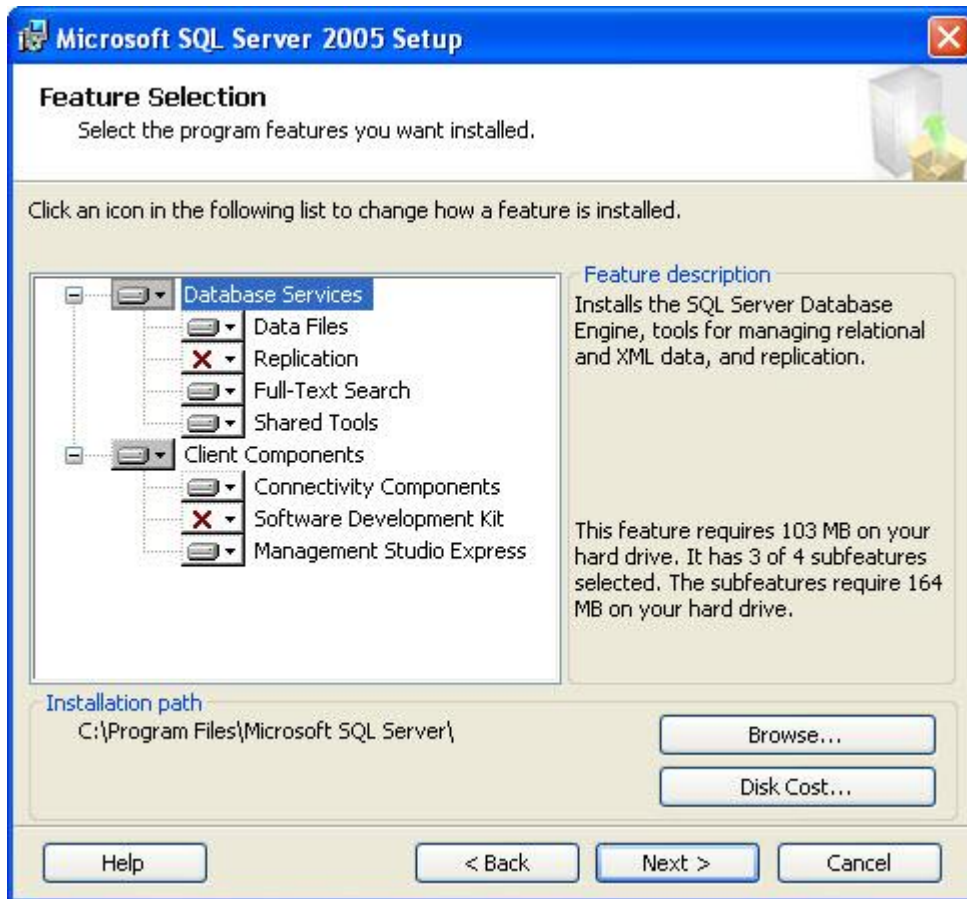 Microsoft SQL Server 2005 Setup
Feature Selection
Select the program features you want installed.
Click an icon in the following list to change how a feature is installed.
Database Services
Data Files
Replication
Full-Text Search
Shared Tools
Client Components
Connectivity Components
Software Development Kit
Management Studio Express
Feature description
Installs the SQL Server Database
Engine, tools for managing relational
and XML data, and replication.
This feature requires 103 MB on your
hard drive. It has 3 of 4 subfeatures
selected. The subfeatures require 164
MB on your hard drive.
Installation path
C:\Program Files\Microsoft SQL Server\
Browse...
Disk Cost...
Help
< Back
Next >
Cancel